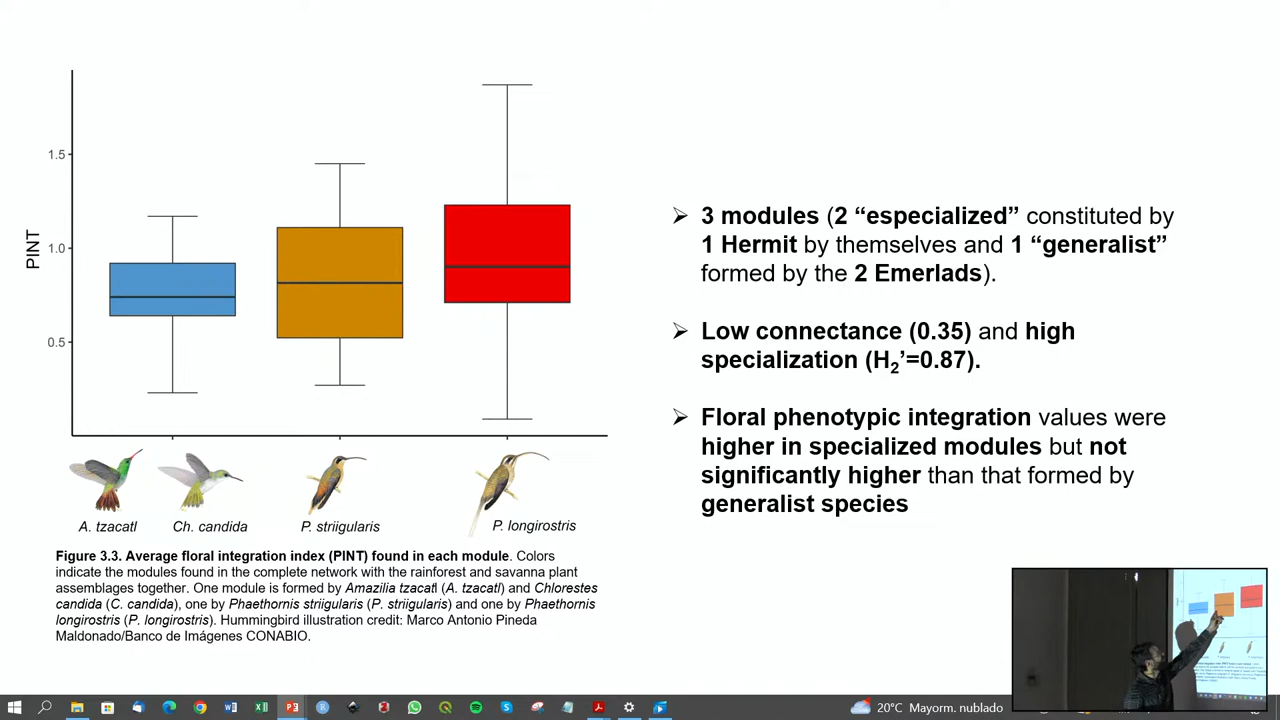 1.5
1.0
0.5
PINT
A. tzacatl
Ch. candida
P. striigularis
P. longirostris
Figure 3.3. Average floral integration index (PINT) found in each module. Colors
indicate the modules found in the complete network with the rainforest and savanna plant
assemblages together. One module is formed by Amazilia tzacatl (A. tzacatl) and Chlorestes
candida (C. candida), one by Phaethornis striigularis (P. striigularis) and one by Phaethornis
longirostris (P. longirostris). Hummingbird illustration credit: Marco Antonio Pineda
Maldonado/Banco de Imágenes CONABIO.
➢ 3 modules (2 “especialized” constituted by
1 Hermit by themselves and 1 “generalist”
formed by the 2 Emerlads).
➢ Low connectance (0.35) and high
specialization (H₂’=0.87).
➢ Floral phenotypic integration values were
higher in specialized modules but not
significantly higher than that formed by
generalist species
20°C Mayorm. nublado